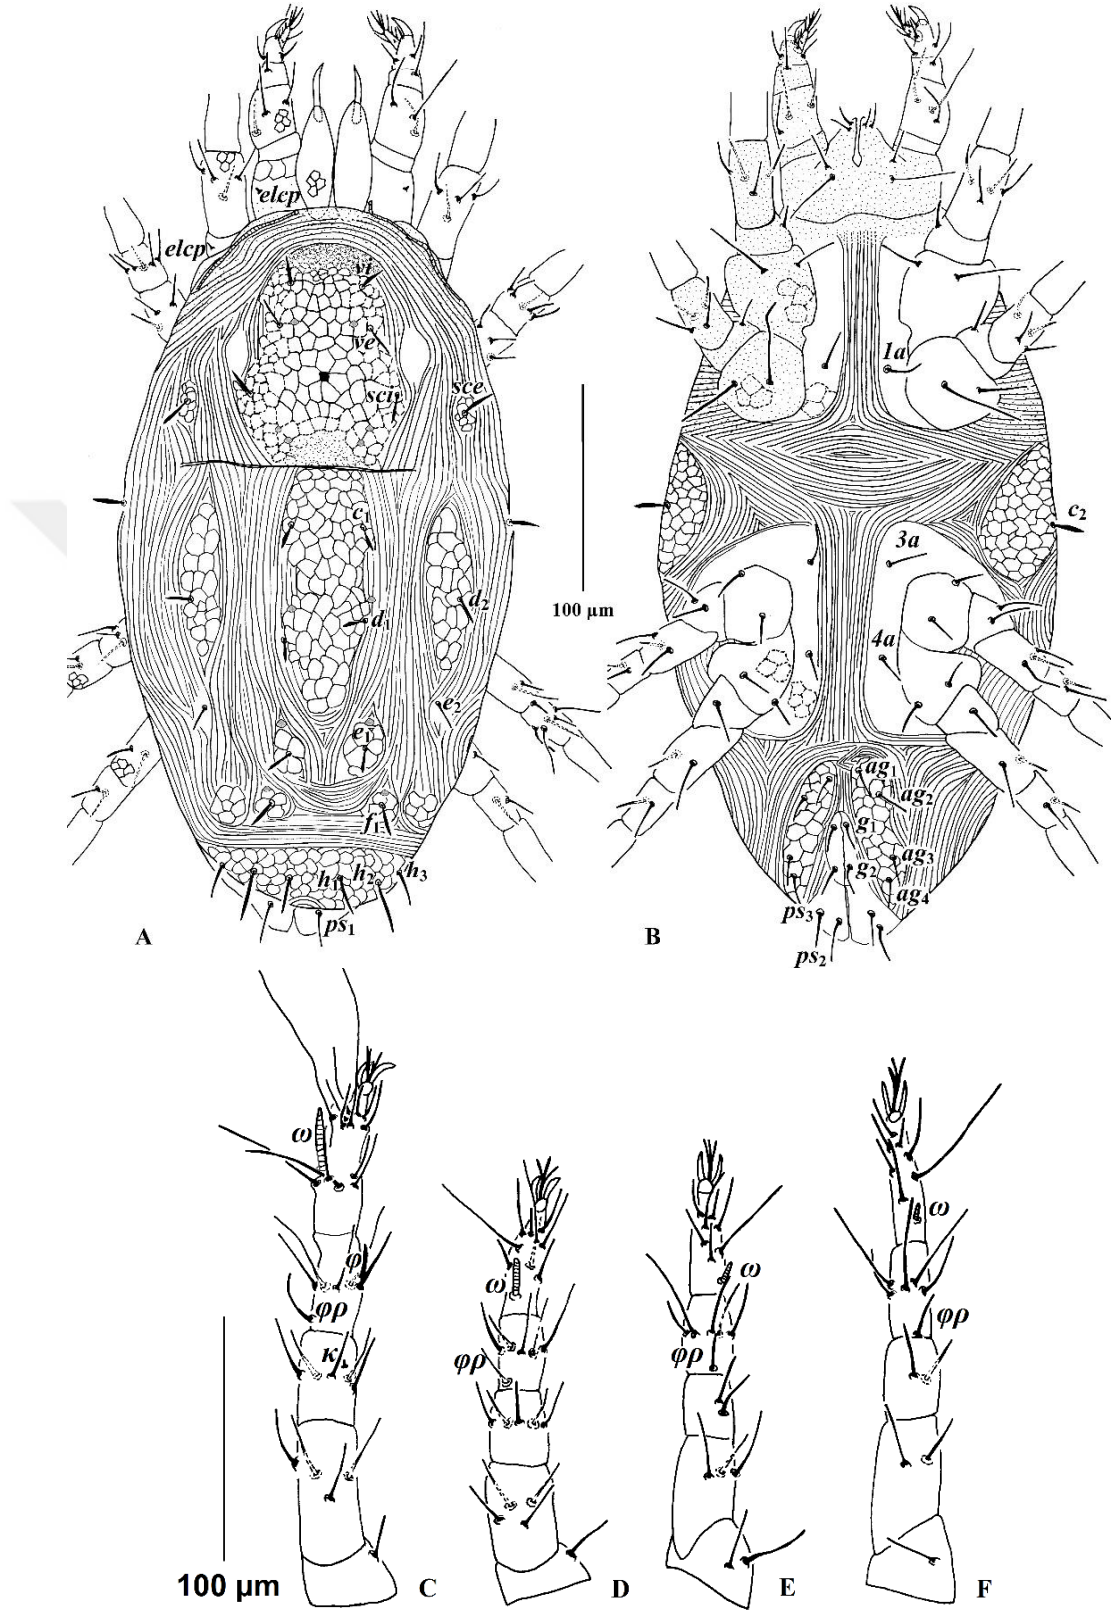 elcp
elcp
vi
ve
sci
sce
1a
100 µm
c₁
c₂
3a
d₁
d₂
4a
e₂
e₁
f₁
ag₁
ag₂
g₁
h₁ h₂ h₃
ag₃
g₂
ag₄
ps₁
ps₃
A
B
ps₂
ω
φ
φρ
κ
ω
φρ
ω
φρ
ω
φρ
100 µm
C
D
E
F